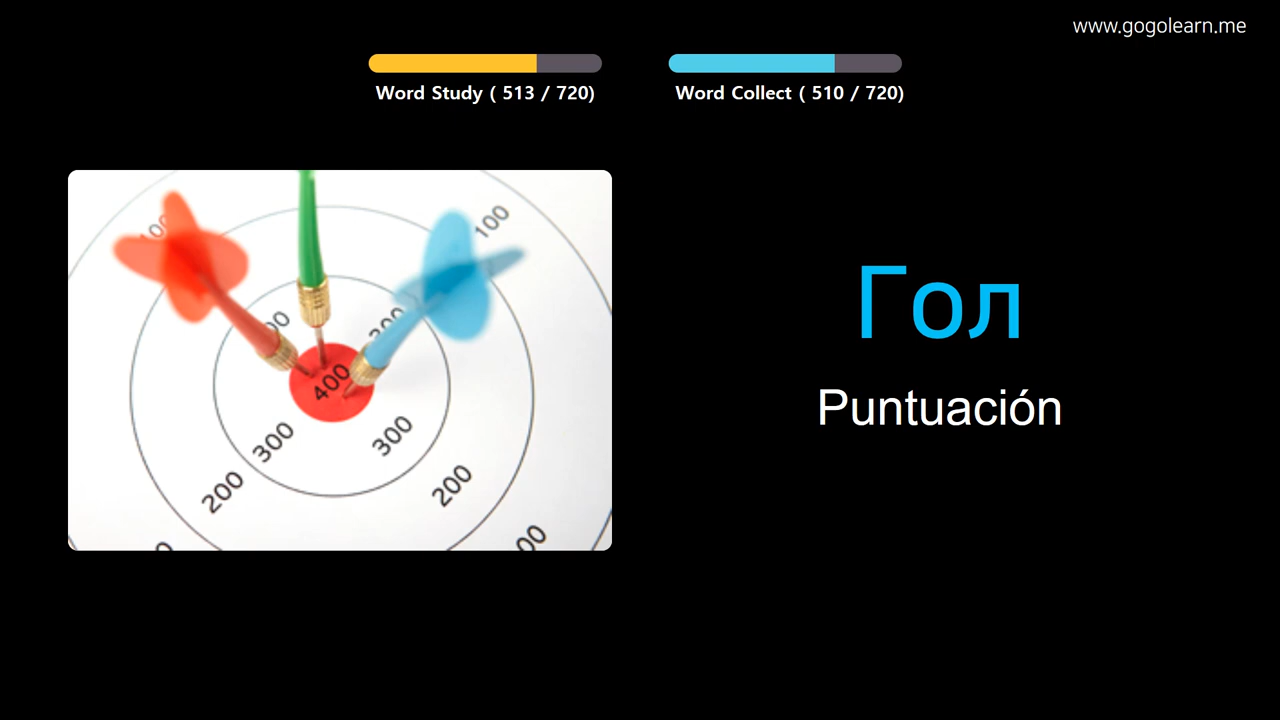 www.gogolearn.me
Word Study ( 513 / 720)
Word Collect ( 510 / 720)
Гол
Puntuación
100
100
200
400
300
300
200
200